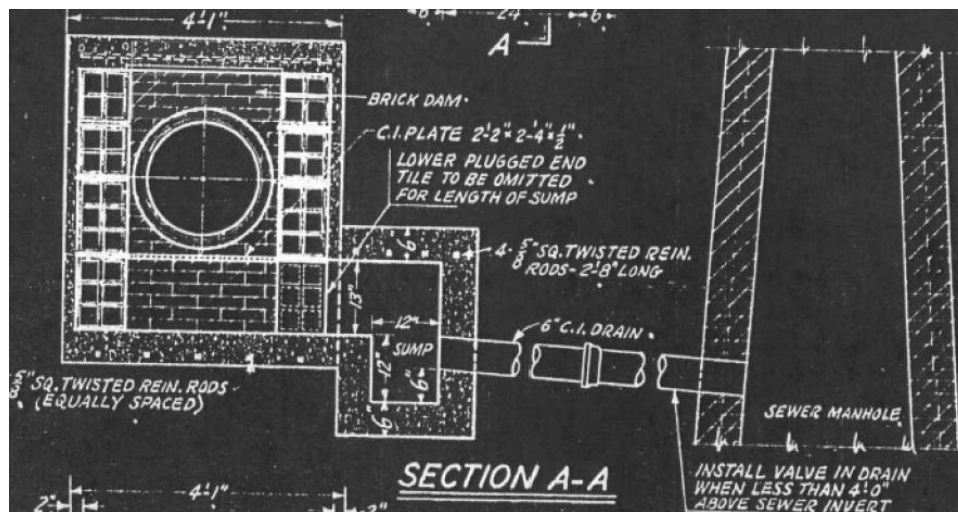 4'-1"
6"
24"
6"
A
BRICK DAM.
C.I. PLATE 2'-2" x 2'-4" x 1/2".
LOWER PLUGGED END
TILE TO BE OMITTED
FOR LENGTH OF SUMP
6"
4-5/8" SQ. TWISTED REIN.
RODS-2'-8" LONG
13"
12"
6" C.I. DRAIN.
SUMP
12"
6"
6"
5/8" SQ. TWISTED REIN. RODS
(EQUALLY SPACED)
SEWER MANHOLE
SECTION A-A
INSTALL VALVE IN DRAIN
WHEN LESS THAN 4'-0"
ABOVE SEWER INVERT
4'-1"
2"
2"